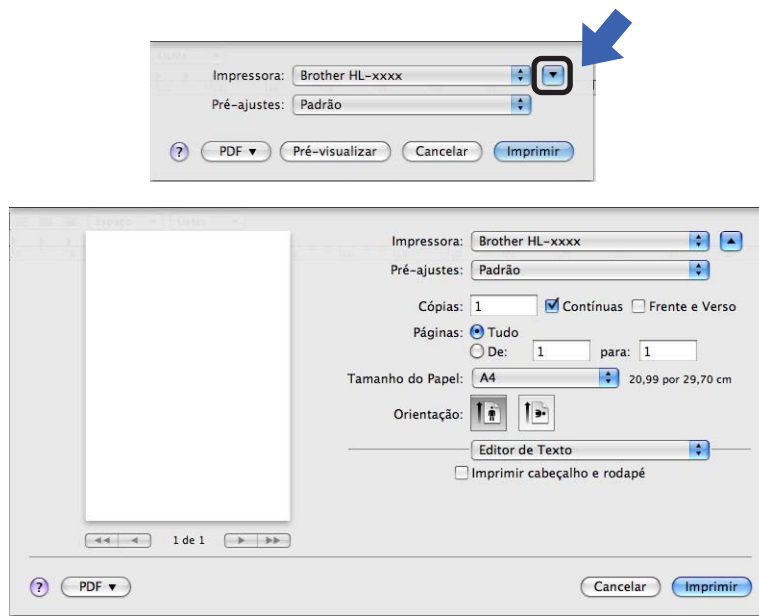 Impressora: Brother HL-xxxx
Pré-ajustes: Padrão
? PDF Pré-visualizar Cancelar Imprimir
Impressora: Brother HL-xxxx
Pré-ajustes: Padrão
Cópias: 1 Contínuas Frente e Verso
Páginas: Tudo
De: 1 para: 1
Tamanho do Papel: A4 20,99 por 29,70 cm
Orientação:
Editor de Texto
Imprimir cabeçalho e rodapé
1 de 1
? PDF Cancelar Imprimir